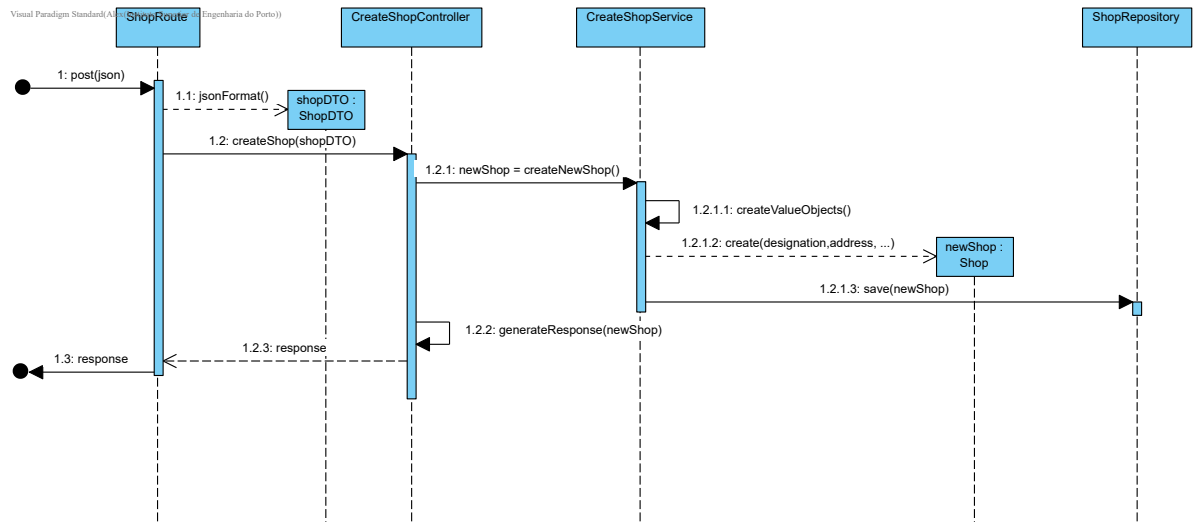 Visual Paradigm Standard(Al
de Engenharia do Porto))
ShopRoute
CreateShopController
CreateShopService
ShopRepository
1: post(json)
1.1: jsonFormat()
shopDTO :
ShopDTO
1.2: createShop(shopDTO)
1.2.1: newShop = createNewShop()
1.2.1.1: createValueObjects()
1.2.1.2: create(designation,address, ...)
newShop :
Shop
1.2.1.3: save(newShop)
1.2.2: generateResponse(newShop)
1.2.3: response
1.3: response